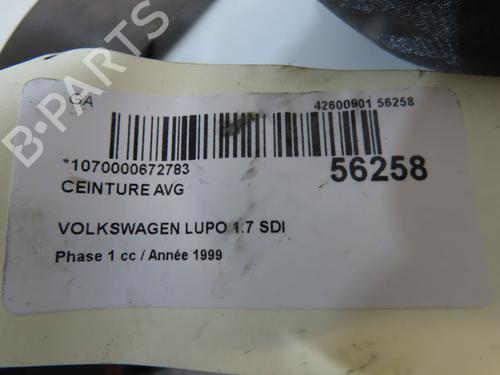 GA 42600901 56258
*1070000672783 56258
CEINTURE AVG
VOLKSWAGEN LUPO 1.7 SDI
Phase 1 cc / Année 1999
B-PARTS